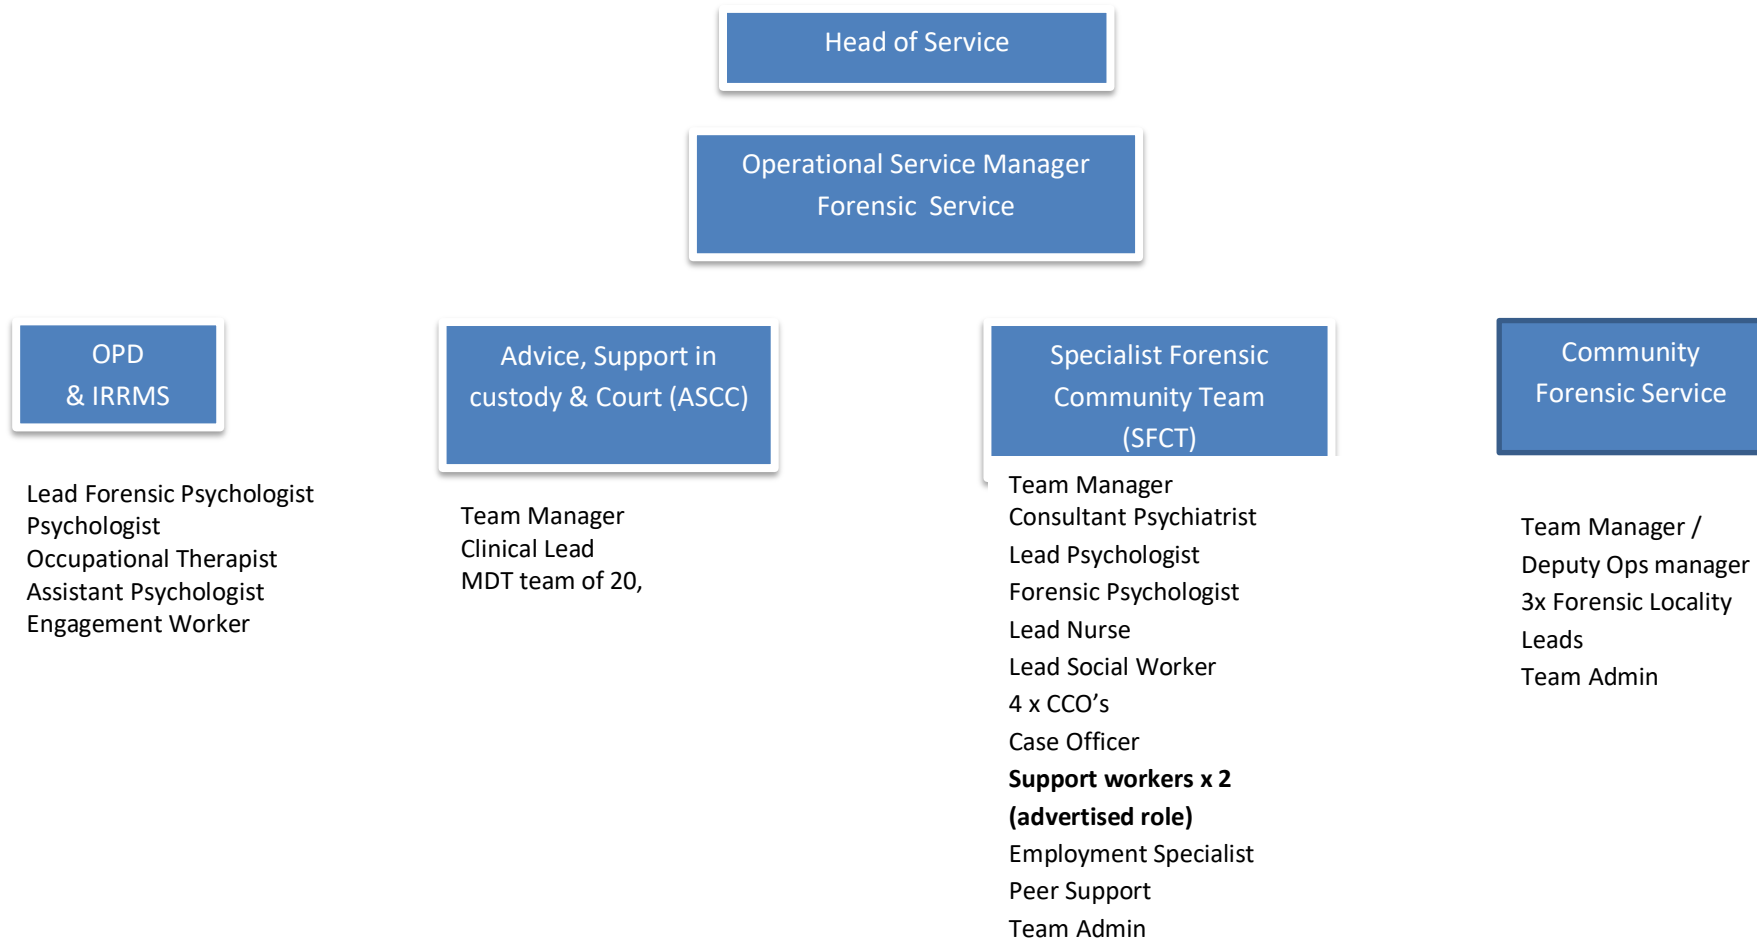 Head of Service
Operational Service Manager
Forensic Service
OPD
& IRRMS
Lead Forensic Psychologist
Psychologist
Occupational Therapist
Assistant Psychologist
Engagement Worker
Advice, Support in
custody & Court (ASCC)
Team Manager
Clinical Lead
MDT team of 20,
Specialist Forensic
Community Team
(SFCT)
Team Manager
Consultant Psychiatrist
Lead Psychologist
Forensic Psychologist
Lead Nurse
Lead Social Worker
4 x CCO’s
Case Officer
Support workers x 2
(advertised role)
Employment Specialist
Peer Support
Team Admin
Community
Forensic Service
Team Manager /
Deputy Ops manager
3x Forensic Locality
Leads
Team Admin